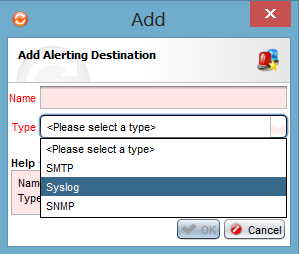 Add
Add Alerting Destination
Name
Type
<Please select a type>
<Please select a type>
SMTP
Syslog
SNMP
Help
Name
Type
OK
Cancel